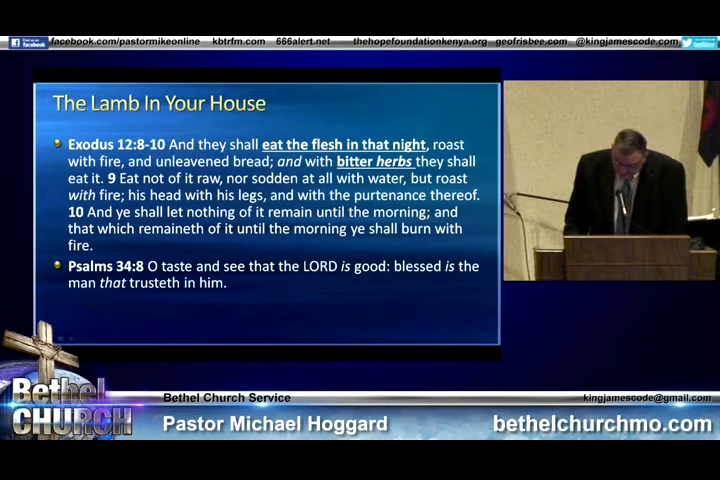 Find us on facebook
facebook.com/pastormikeonline kbtrfm.com 666alert.net thehopefoundationkenya.org geofrisbee.com @kingjamescode.com twitter
The Lamb In Your House
Exodus 12:8-10 And they shall eat the flesh in that night, roast
with fire, and unleavened bread; and with bitter herbs they shall
eat it. 9 Eat not of it raw, nor sodden at all with water, but roast
with fire; his head with his legs, and with the purtenance thereof.
10 And ye shall let nothing of it remain until the morning; and
that which remaineth of it until the morning ye shall burn with
fire.
Psalms 34:8 O taste and see that the LORD is good: blessed is the
man that trusteth in him.
Bethel
CHURCH
Bethel Church Service
kingjamescode@gmail.com
Pastor Michael Hoggard
bethelchurchmo.com